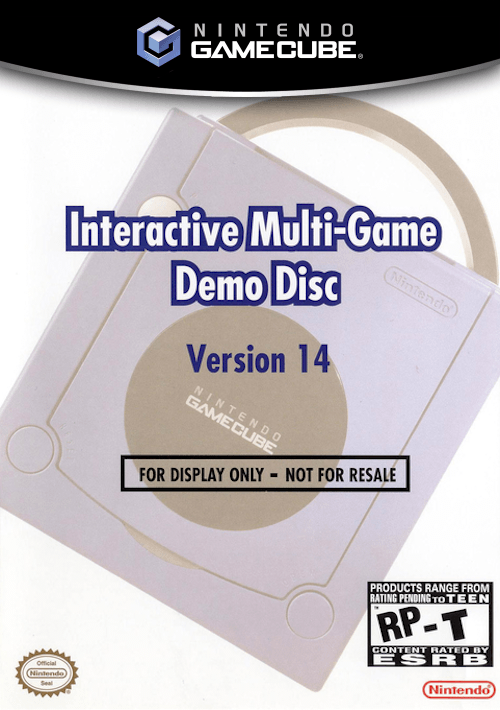 NINTENDO
GAMECUBE®
Interactive Multi-Game
Demo Disc
Nintendo
Version 14
NINTENDO
GAMECUBE
FOR DISPLAY ONLY – NOT FOR RESALE
PRODUCTS RANGE FROM
RATING PENDING TO TEEN
™
RP-T
CONTENT RATED BY
ESRB
Official
Nintendo
Seal
Nintendo